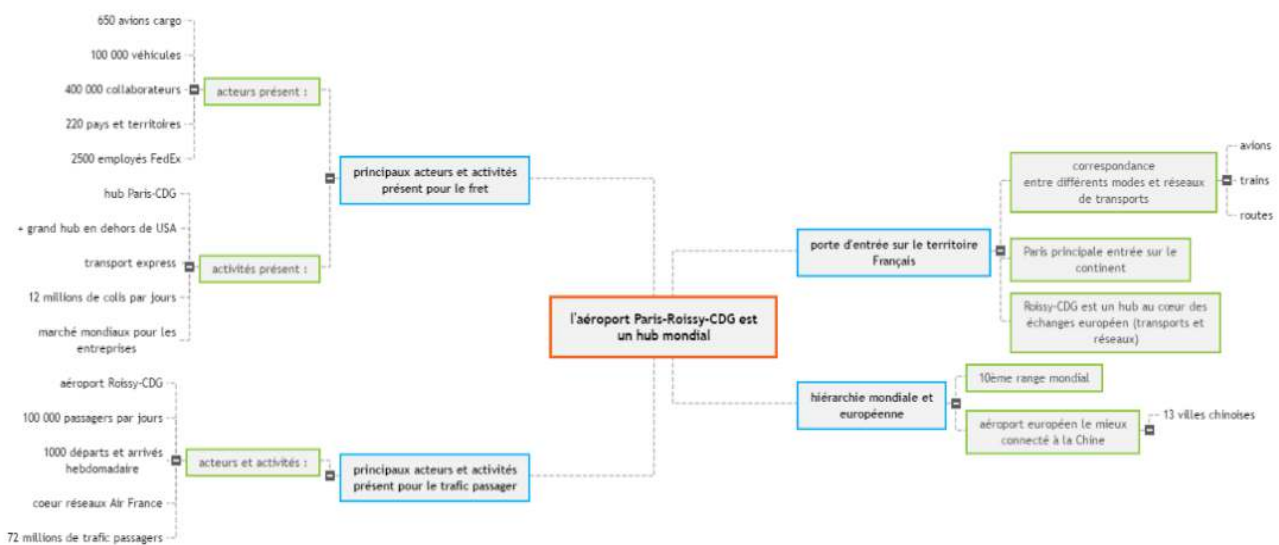 650 avions cargo
100 000 véhicules
400 000 collaborateurs
220 pays et territoires
2500 employés FedEx
acteurs présent :
hub Paris-CDG
+ grand hub en dehors de USA
transport express
12 millions de colis par jours
marché mondiaux pour les
entreprises
activités présent :
principaux acteurs et activités
présent pour le fret
aéroport Roissy-CDG
100 000 passagers par jours
1000 départs et arrivés
hebdomadaire
coeur réseaux Air France
72 millions de trafic passagers
acteurs et activités :
principaux acteurs et activités
présent pour le trafic passager
l'aéroport Paris-Roissy-CDG est
un hub mondial
porte d'entrée sur le territoire
Français
correspondance
entre différents modes et réseaux
de transports
avions
trains
routes
Paris principale entrée sur le
continent
Roissy-CDG est un hub au cœur des
échanges européen (transports et
réseaux)
hiérarchie mondiale et
européenne
10ème range mondial
aéroport européen le mieux
connecté à la Chine
13 villes chinoises